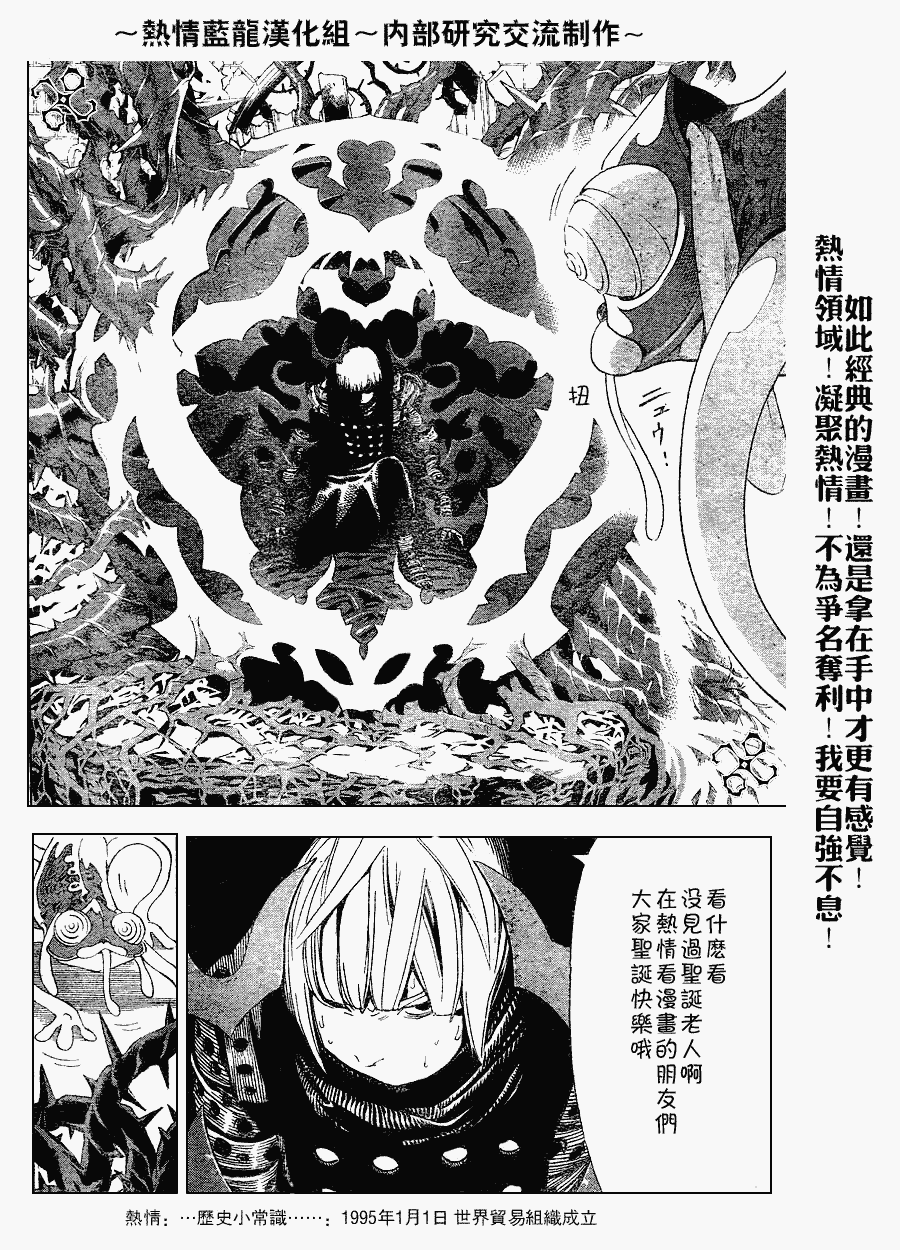 ～熱情藍龍漢化組～内部研究交流制作～
如此經典的漫畫！還是拿在手中才更有感覺！
熱情領域！凝聚熱情！不為爭名奪利！我要自強不息！
ニュウ！
扭
看什麼看
没見過聖誕老人啊
在熱情看漫畫的朋友們
大家聖誕快樂哦
熱情：…歷史小常識……：1995年1月1日 世界貿易組織成立